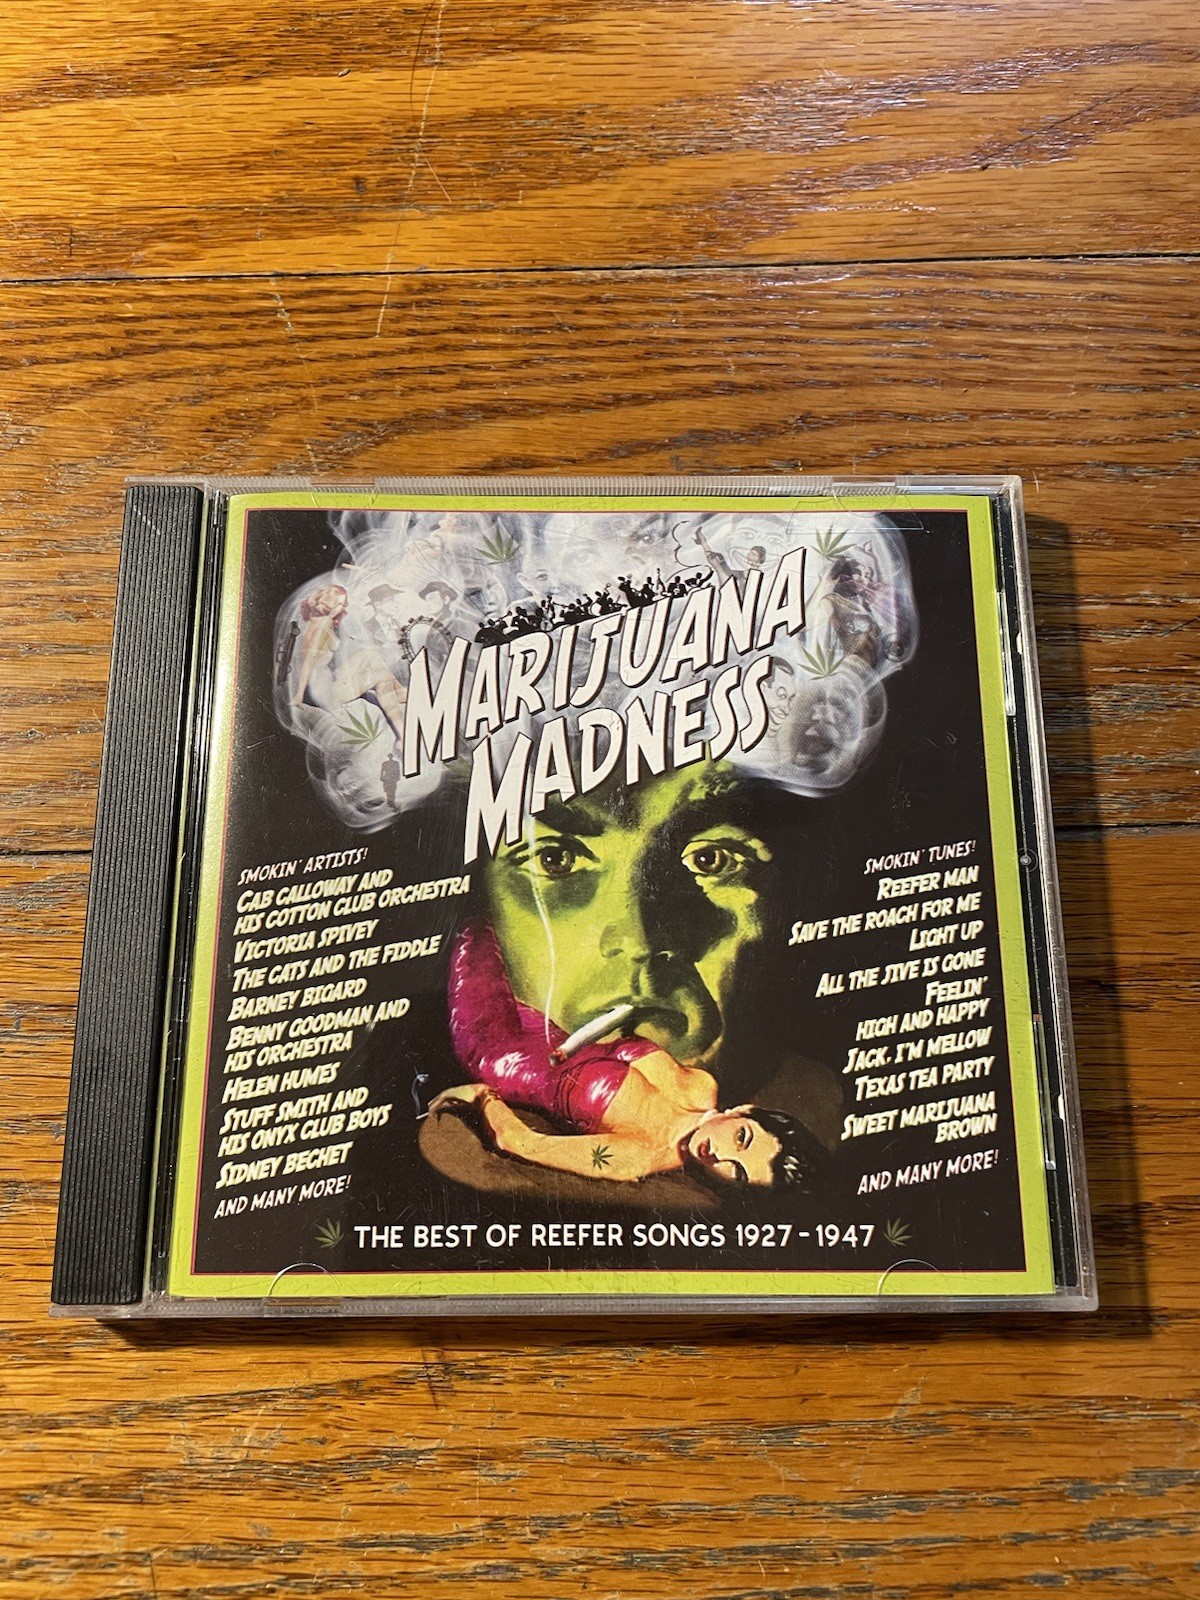 MARIJUANA
MADNESS
SMOKIN' ARTISTS!
CAB CALLOWAY AND
HIS COTTON CLUB ORCHESTRA
VICTORIA SPIVEY
THE CATS AND THE FIDDLE
BARNEY BIGARD
BENNY GOODMAN AND
HIS ORCHESTRA
HELEN HUMES
STUFF SMITH AND
HIS ONYX CLUB BOYS
SIDNEY BECHET
AND MANY MORE!
SMOKIN' TUNES!
REEFER MAN
SAVE THE ROACH FOR ME
LIGHT UP
ALL THE JIVE IS GONE
FEELIN'
HIGH AND HAPPY
JACK, I'M MELLOW
TEXAS TEA PARTY
SWEET MARIJUANA
BROWN
AND MANY MORE!
THE BEST OF REEFER SONGS 1927-1947